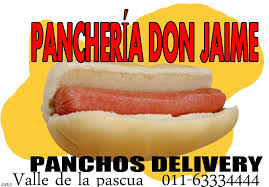 PANCHERÍA DON JAIME
PANCHOS DELIVERY
Valle de la pascua 011-63334444